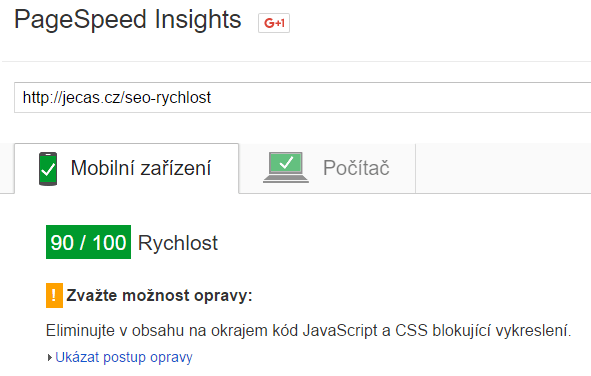 PageSpeed Insights
G+1
http://jecas.cz/seo-rychlost
Mobilní zařízení
Počítač
90 / 100 Rychlost
! Zvažte možnost opravy:
Eliminujte v obsahu na okrajem kód JavaScript a CSS blokující vykreslení.
Ukázat postup opravy